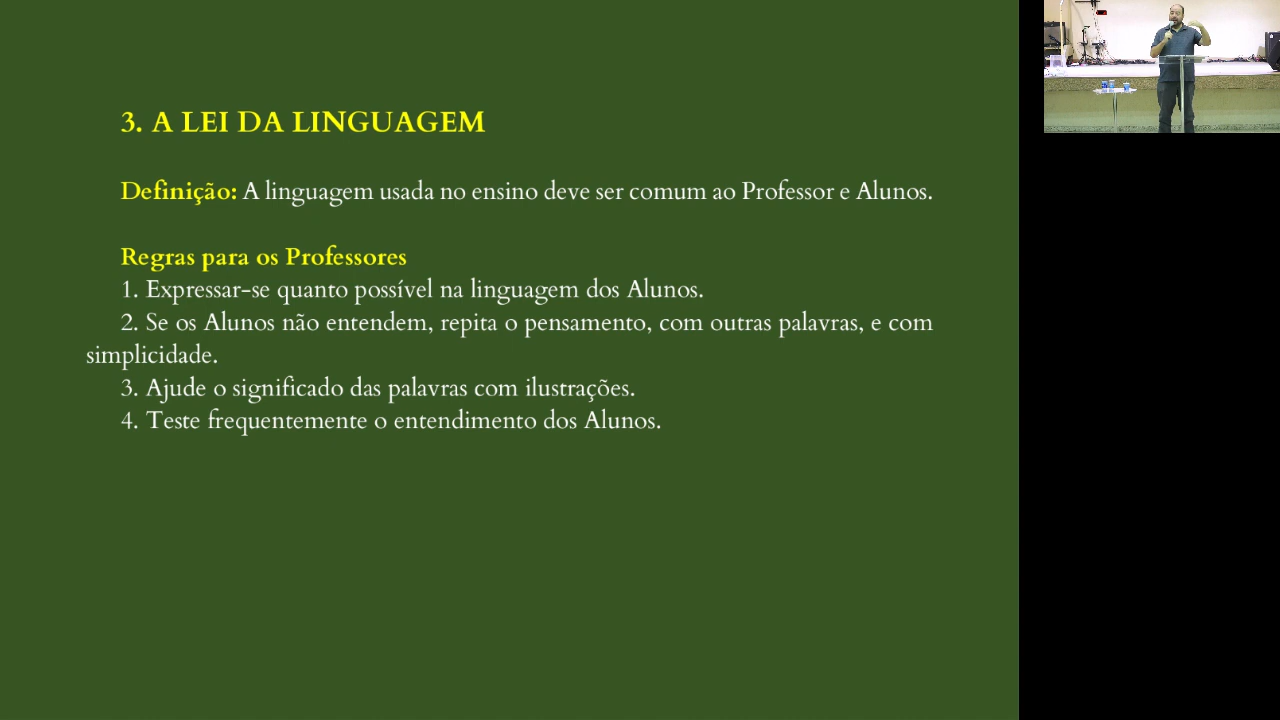 3. A LEI DA LINGUAGEM
Definição: A linguagem usada no ensino deve ser comum ao Professor e Alunos.
Regras para os Professores
1. Expressar-se quanto possível na linguagem dos Alunos.
2. Se os Alunos não entendem, repita o pensamento, com outras palavras, e com
simplicidade.
3. Ajude o significado das palavras com ilustrações.
4. Teste frequentemente o entendimento dos Alunos.